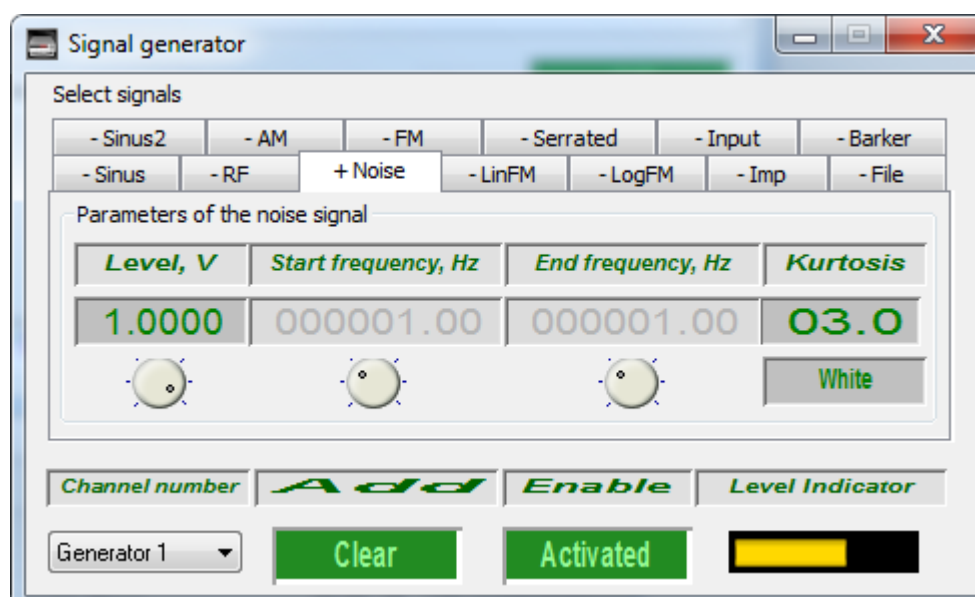 Signal generator
Select signals
- Sinus2 - AM - FM - Serrated - Input - Barker
- Sinus - RF + Noise - LinFM - LogFM - Imp - File
Parameters of the noise signal
Level, V Start frequency, Hz End frequency, Hz Kurtosis
1.0000 000001.00 000001.00 03.0
White
Channel number Add Enable Level Indicator
Generator 1 Clear Activated